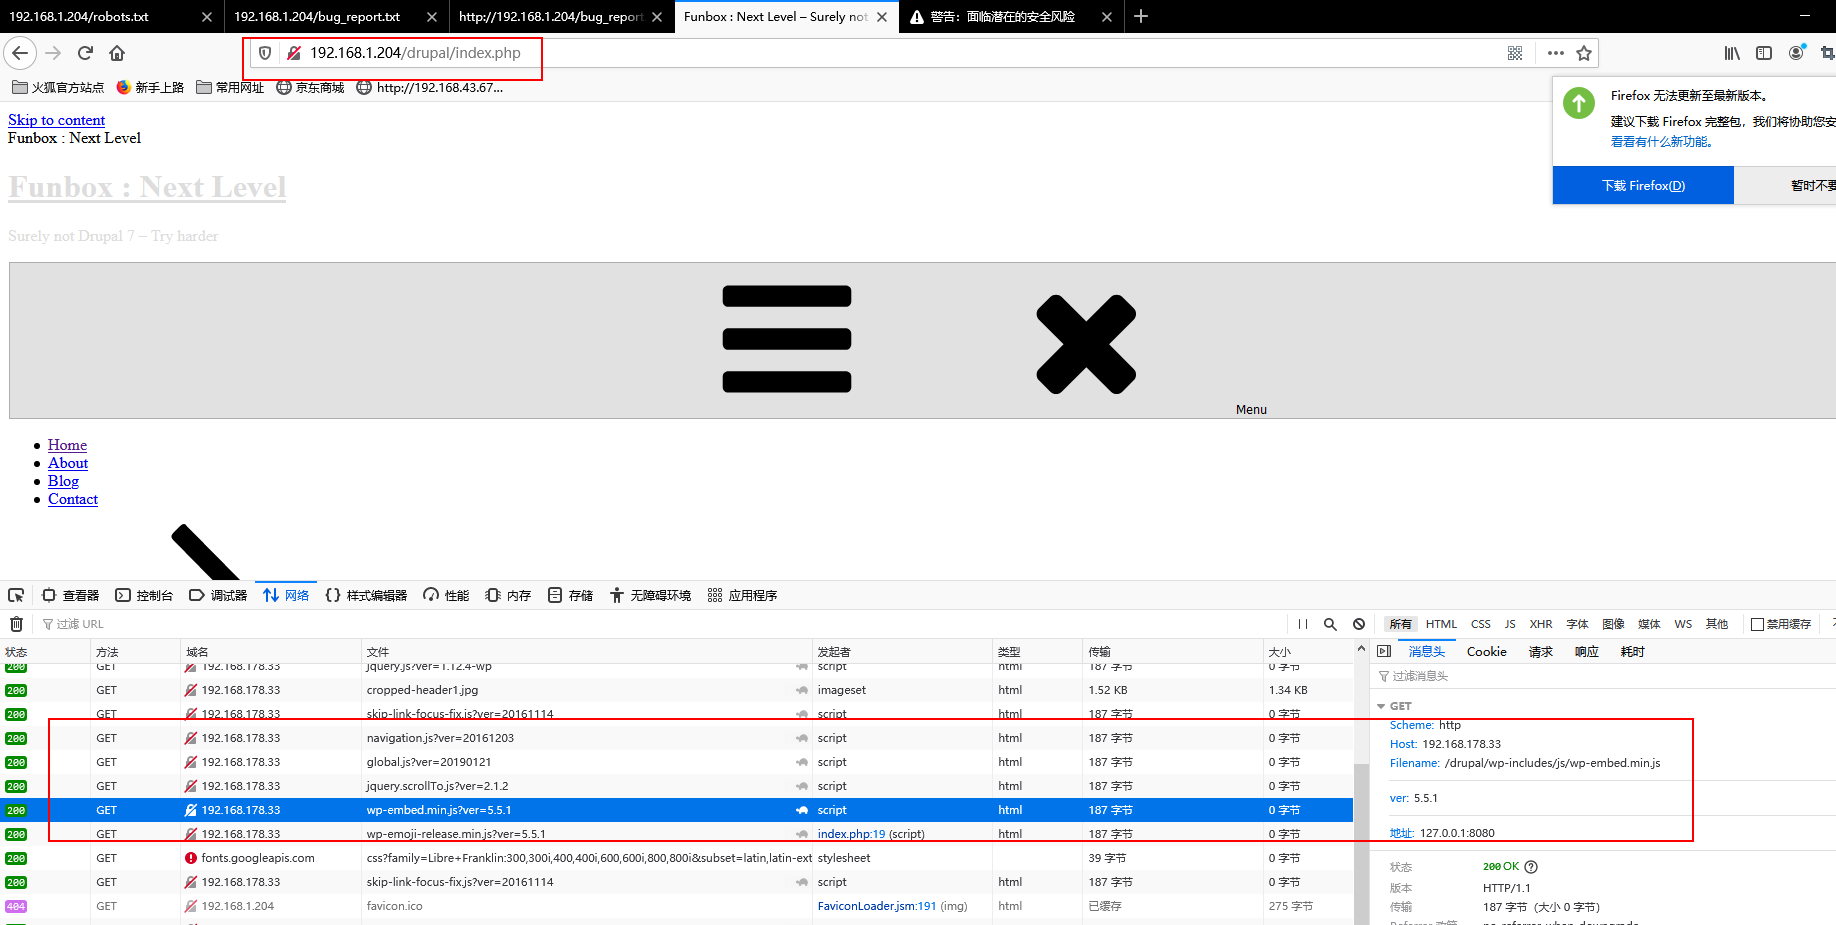 192.168.1.204/robots.txt
192.168.1.204/bug_report.txt
http://192.168.1.204/bug_report
Funbox : Next Level – Surely not
警告：面临潜在的安全风险
192.168.1.204/drupal/index.php
火狐官方站点
新手上路
常用网址
京东商城
http://192.168.43.67...
Firefox 无法更新至最新版本。
建议下载 Firefox 完整包，我们将协助您安
看看有什么新功能。
下载 Firefox(D)
暂时不要
Skip to content
Funbox : Next Level
Funbox : Next Level
Surely not Drupal 7 – Try harder
Menu
Home
About
Blog
Contact
查看器 控制台 调试器 网络 样式编辑器 性能 内存 存储 无障碍环境 应用程序
过滤 URL
所有 HTML CSS JS XHR 字体 图像 媒体 WS 其他 禁用缓存
状态 方法 域名 文件 发起者 类型 传输 大小
200 GET 192.168.178.33 jquery.js?ver=1.12.4-wp script html 187 字节 0 字节
200 GET 192.168.178.33 cropped-header1.jpg imageset html 1.52 KB 1.34 KB
200 GET 192.168.178.33 skip-link-focus-fix.js?ver=20161114 script html 187 字节 0 字节
200 GET 192.168.178.33 navigation.js?ver=20161203 script html 187 字节 0 字节
200 GET 192.168.178.33 global.js?ver=20190121 script html 187 字节 0 字节
200 GET 192.168.178.33 jquery.scrollTo.js?ver=2.1.2 script html 187 字节 0 字节
200 GET 192.168.178.33 wp-embed.min.js?ver=5.5.1 script html 187 字节 0 字节
200 GET 192.168.178.33 wp-emoji-release.min.js?ver=5.5.1 index.php:19 (script) html 187 字节 0 字节
200 GET fonts.googleapis.com css?family=Libre+Franklin:300,300i,400,400i,600,600i,800,800i&subset=latin,latin-ext stylesheet 39 字节 0 字节
200 GET 192.168.178.33 skip-link-focus-fix.js?ver=20161114 script html 187 字节 0 字节
404 GET 192.168.1.204 favicon.ico FaviconLoader.jsm:191 (img) html 已缓存 275 字节
消息头 Cookie 请求 响应 耗时
过滤消息头
GET
Scheme: http
Host: 192.168.178.33
Filename: /drupal/wp-includes/js/wp-embed.min.js
ver: 5.5.1
地址: 127.0.0.1:8080
状态 200 OK
版本 HTTP/1.1
传输 187 字节（大小 0 字节）